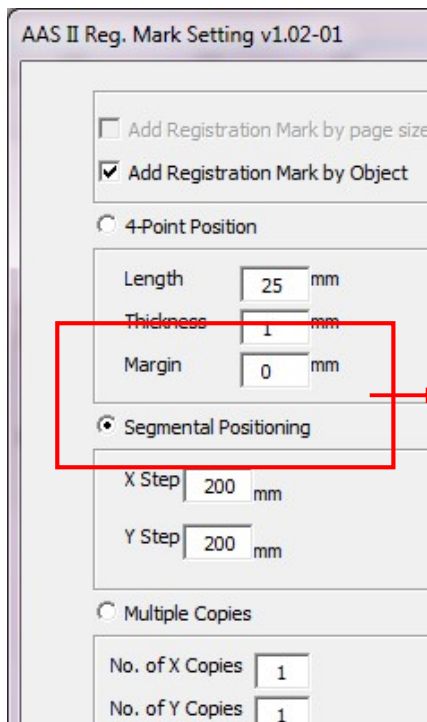 AAS II Reg. Mark Setting v1.02-01
Add Registration Mark by page size
Add Registration Mark by Object
4-Point Position
Length 25 mm
Thickness 1 mm
Margin 0 mm
Segmental Positioning
X Step 200 mm
Y Step 200 mm
Multiple Copies
No. of X Copies 1
No. of Y Copies 1